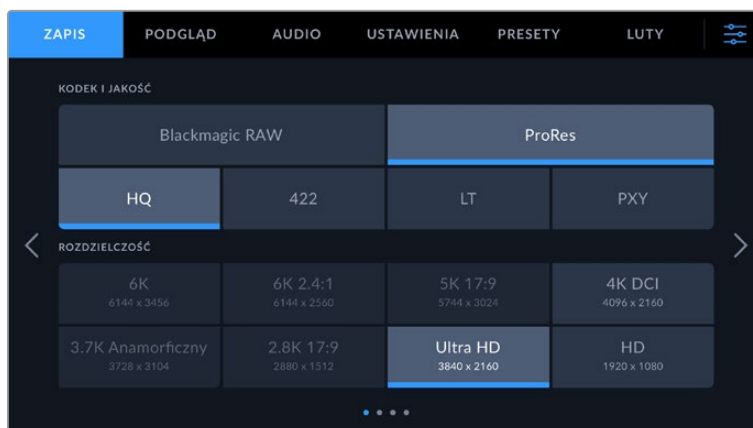 ZAPIS PODGLĄD AUDIO USTAWIENIA PRESETY LUTY
KODEK I JAKOŚĆ
Blackmagic RAW ProRes
HQ 422 LT PXY
ROZDZIELCZOŚĆ
6K 6K 2.4:1 5K 17:9 4K DCI
6144 x 3456 6144 x 2560 5744 x 3024 4096 x 2160
3.7K Anamorficzny 2.8K 17:9 Ultra HD HD
3728 x 3104 2880 x 1512 3840 x 2160 1920 x 1080